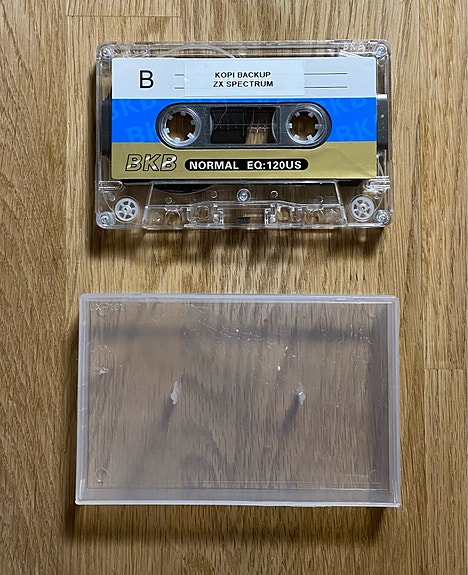 B
KOPI BACKUP
ZX SPECTRUM
BKB
NORMAL EQ:120US